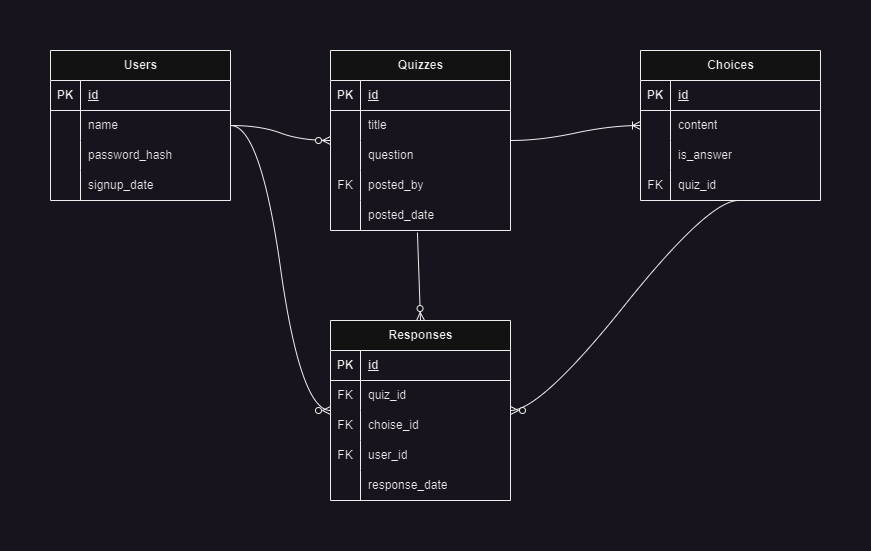 Users
PK id
name
password_hash
signup_date
Quizzes
PK id
title
question
FK posted_by
posted_date
Choices
PK id
content
is_answer
FK quiz_id
Responses
PK id
FK quiz_id
FK choise_id
FK user_id
response_date